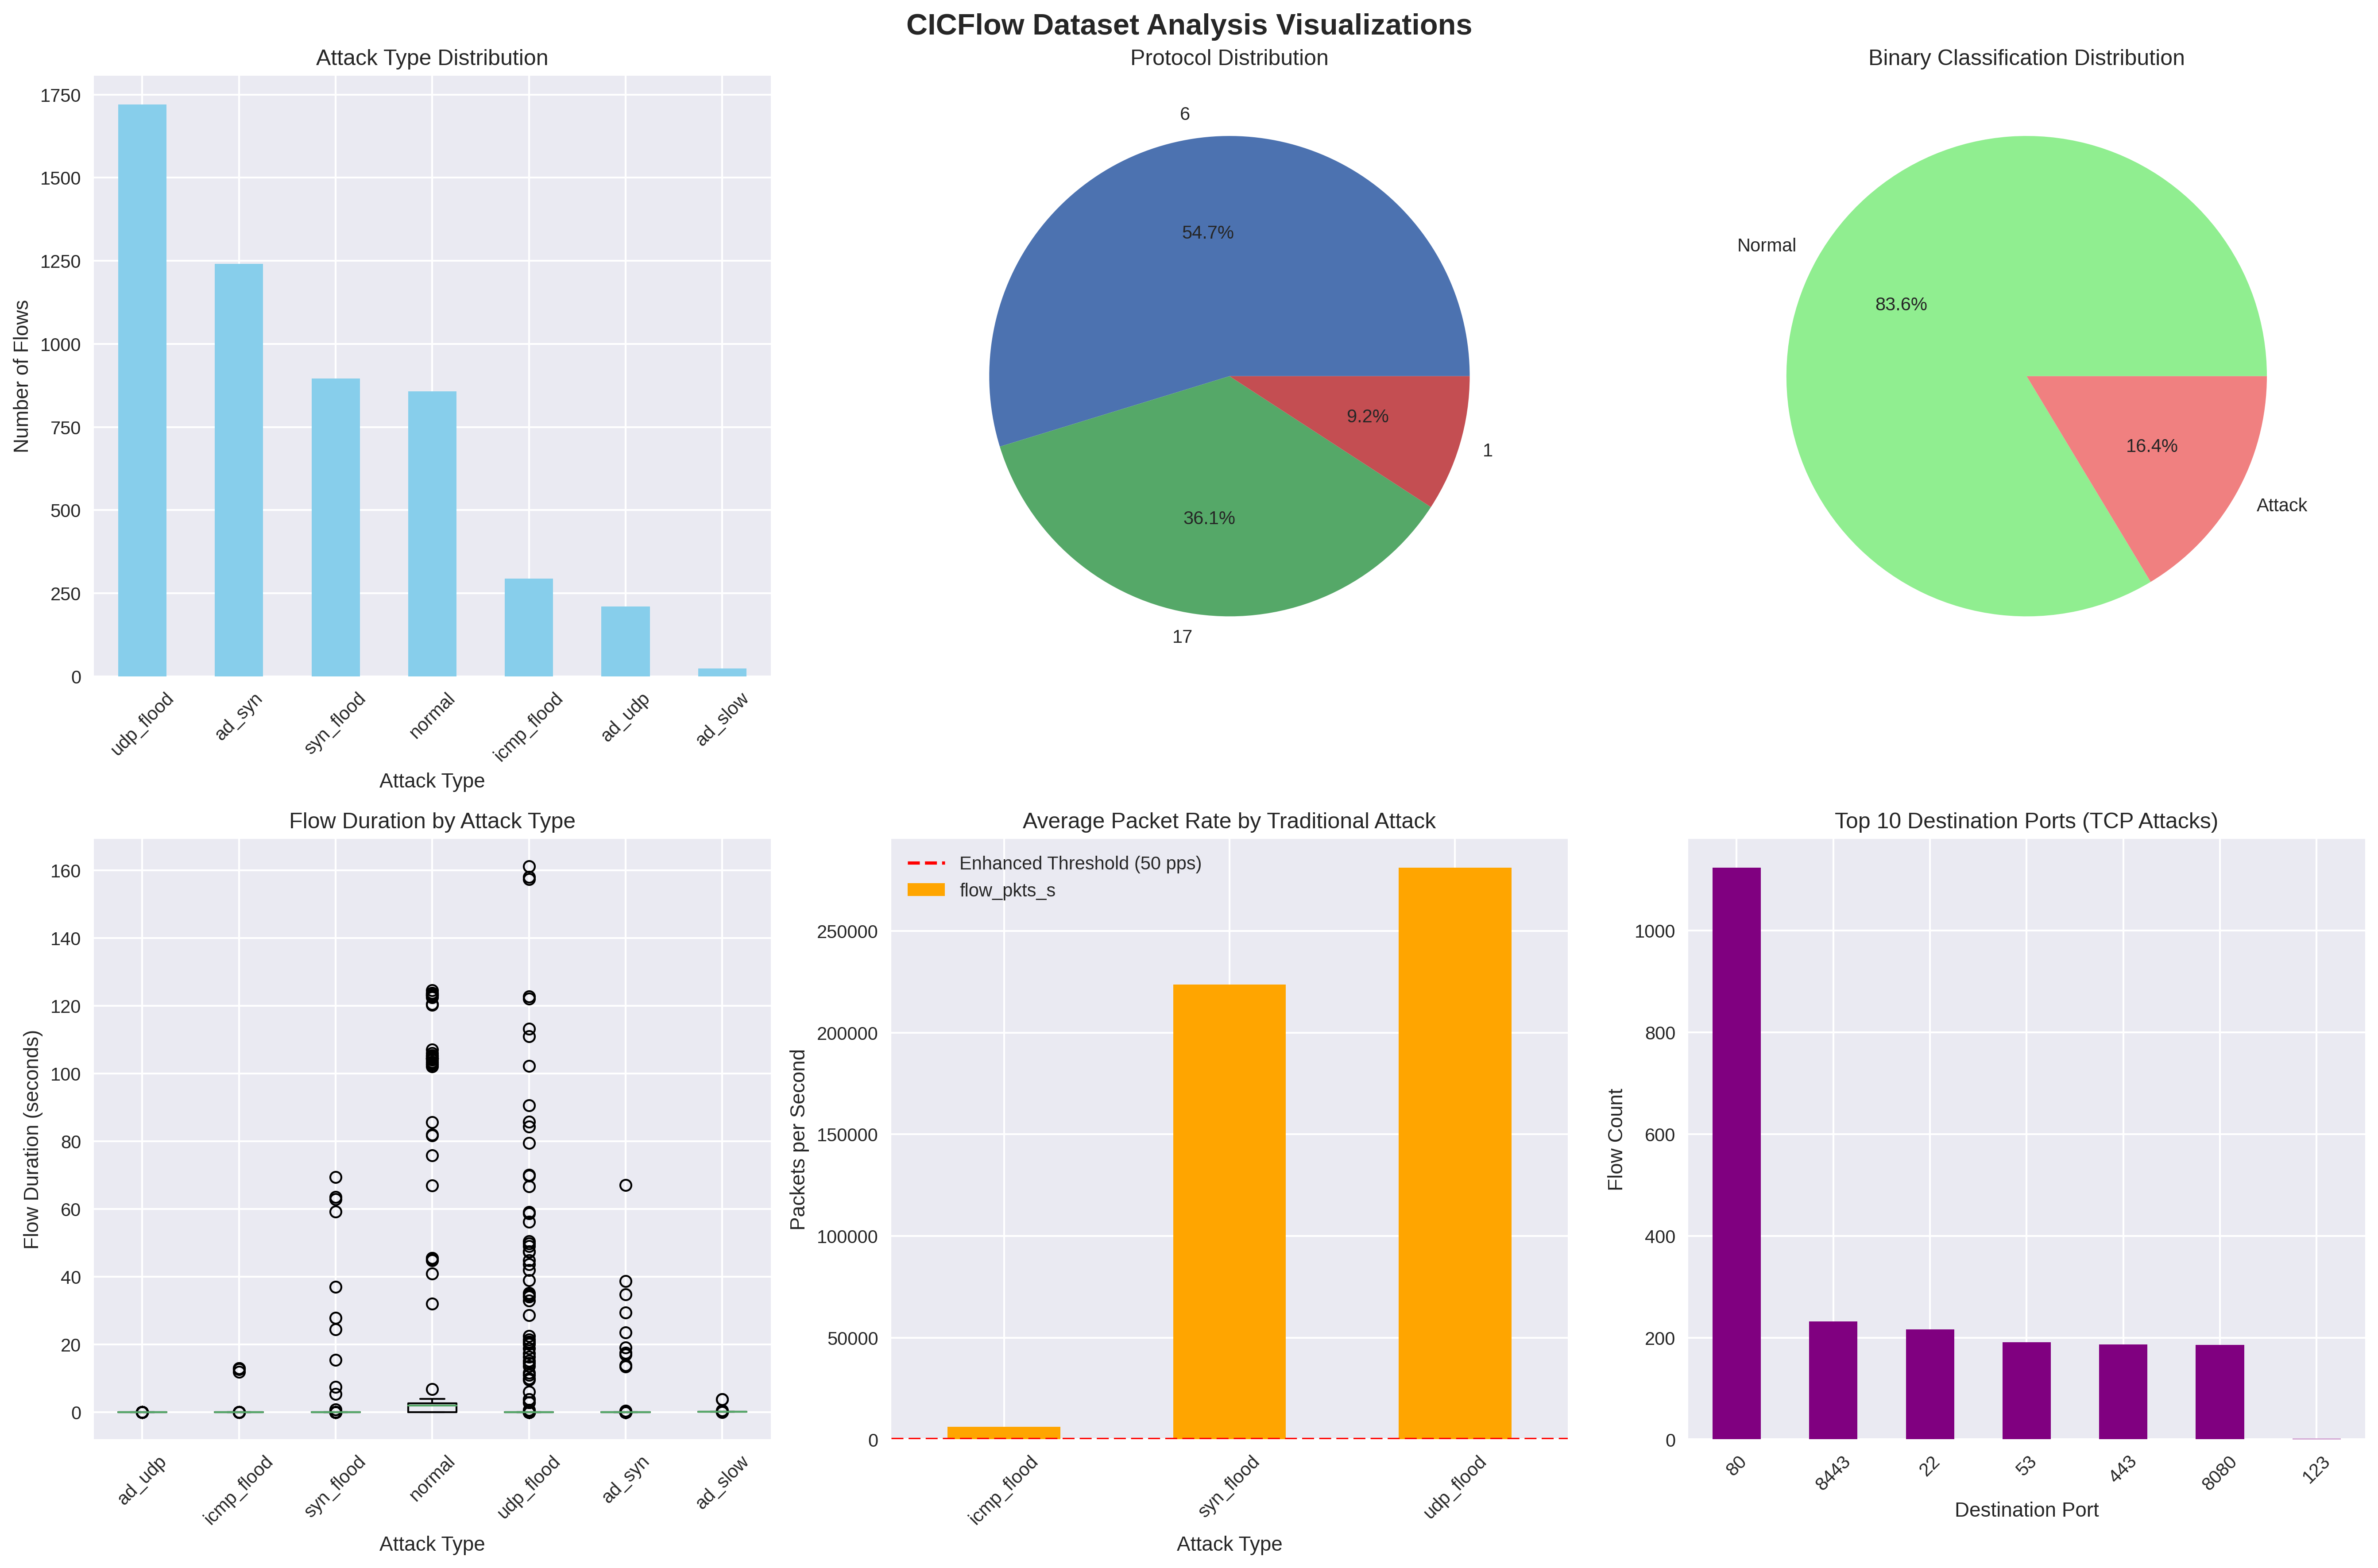 CICFlow Dataset Analysis Visualizations
Attack Type Distribution
Number of Flows
1750
1500
1250
1000
750
500
250
0
udp_flood
ad_syn
syn_flood
normal
icmp_flood
ad_udp
ad_slow
Attack Type
Protocol Distribution
6
54.7%
9.2%
1
36.1%
17
Binary Classification Distribution
Normal
83.6%
16.4%
Attack
Flow Duration by Attack Type
Flow Duration (seconds)
160
140
120
100
80
60
40
20
0
ad_udp
icmp_flood
syn_flood
normal
udp_flood
ad_syn
ad_slow
Attack Type
Average Packet Rate by Traditional Attack
Enhanced Threshold (50 pps)
flow_pkts_s
Packets per Second
250000
200000
150000
100000
50000
0
icmp_flood
syn_flood
udp_flood
Attack Type
Top 10 Destination Ports (TCP Attacks)
Flow Count
1000
800
600
400
200
0
80
8443
22
53
443
8080
123
Destination Port